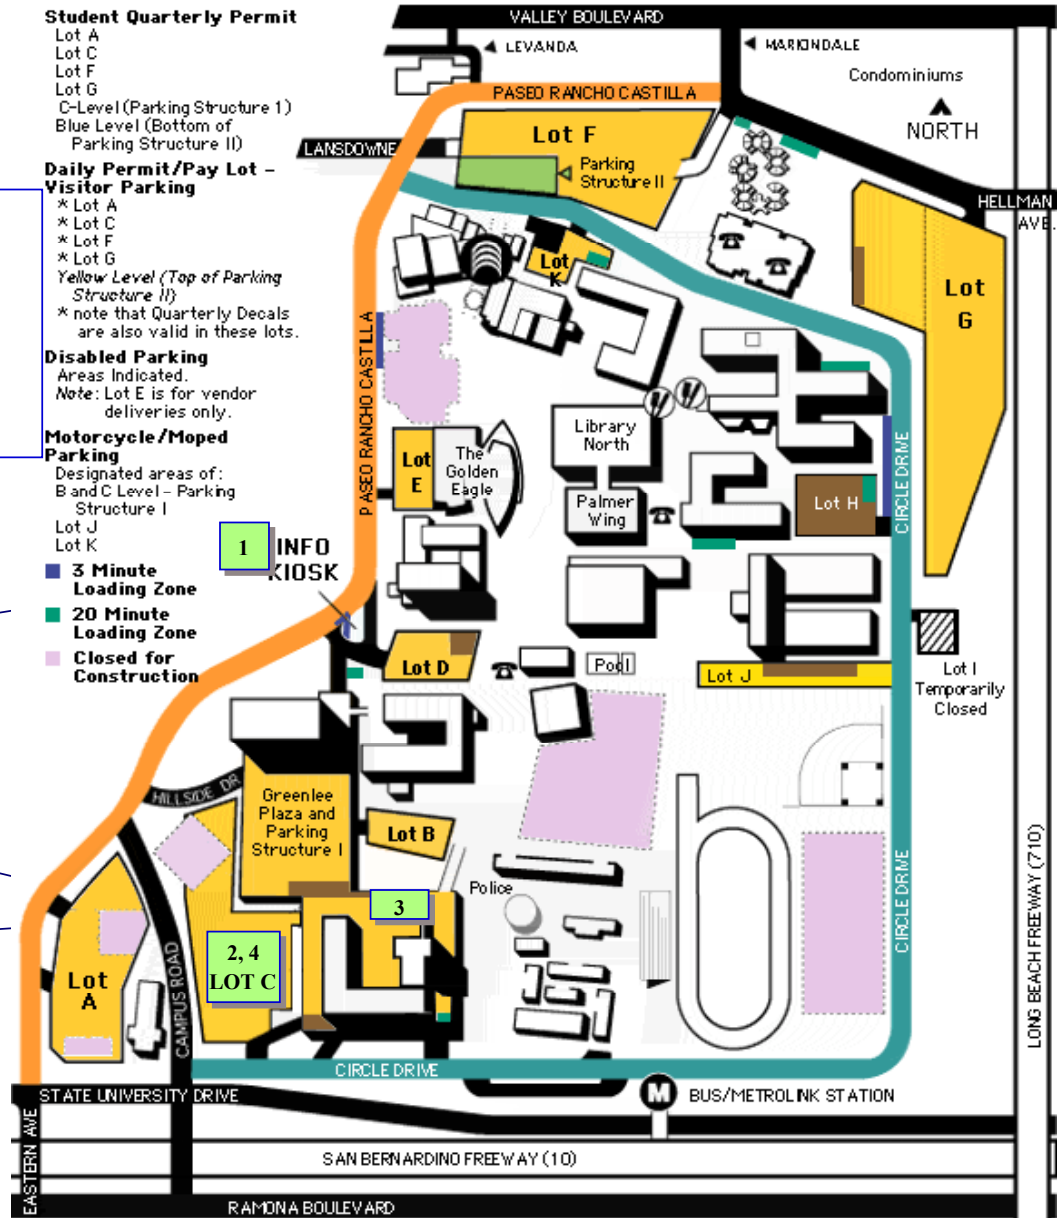 Student Quarterly Permit
Lot A
Lot C
Lot F
Lot G
C-Level (Parking Structure 1)
Blue Level (Bottom of
Parking Structure II)
Daily Permit/Pay Lot –
Visitor Parking
* Lot A
* Lot C
* Lot F
* Lot G
Yellow Level (Top of Parking
Structure II)
* note that Quarterly Decals
are also valid in these lots.
Disabled Parking
Areas Indicated.
Note: Lot E is for vendor
deliveries only.
Motorcycle/Moped
Parking
Designated areas of:
B and C Level – Parking
Structure I
Lot J
Lot K
3 Minute
Loading Zone
20 Minute
Loading Zone
Closed for
Construction
VALLEY BOULEVARD
LEVANDA
MARIONDALE
Condominiums
NORTH
PASEO RANCHO CASTILLA
LANSDOWNE
Lot F
Parking
Structure II
HELLMAN
AVE.
Lot
K
Lot
G
PASEO RANCHO CASTILLA
Library
North
Lot
E
The
Golden
Eagle
Palmer
Wing
Lot H
CIRCLE DRIVE
1
INFO
KIOSK
Lot D
Pool
Lot J
Lot I
Temporarily
Closed
HILLSIDE DR
Greenlee
Plaza and
Parking
Structure I
Lot B
Police
3
2, 4
LOT C
Lot
A
CAMPUS ROAD
CIRCLE DRIVE
LONG BEACH FREEWAY (710)
CIRCLE DRIVE
STATE UNIVERSITY DRIVE
M
BUS/METROLINK STATION
EASTERN AVE
SAN BERNARDINO FREEWAY (10)
RAMONA BOULEVARD